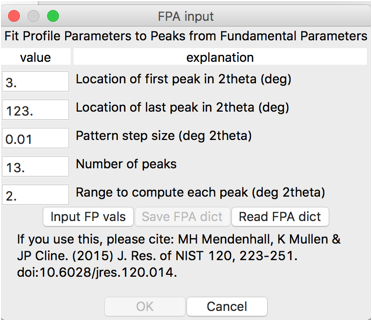 FPA input
Fit Profile Parameters to Peaks from Fundamental Parameters
value explanation
3. Location of first peak in 2theta (deg)
123. Location of last peak in 2theta (deg)
0.01 Pattern step size (deg 2theta)
13. Number of peaks
2. Range to compute each peak (deg 2theta)
Input FP vals Save FPA dict Read FPA dict
If you use this, please cite: MH Mendenhall, K Mullen &
JP Cline. (2015) J. Res. of NIST 120, 223-251.
doi:10.6028/jres.120.014.
OK Cancel